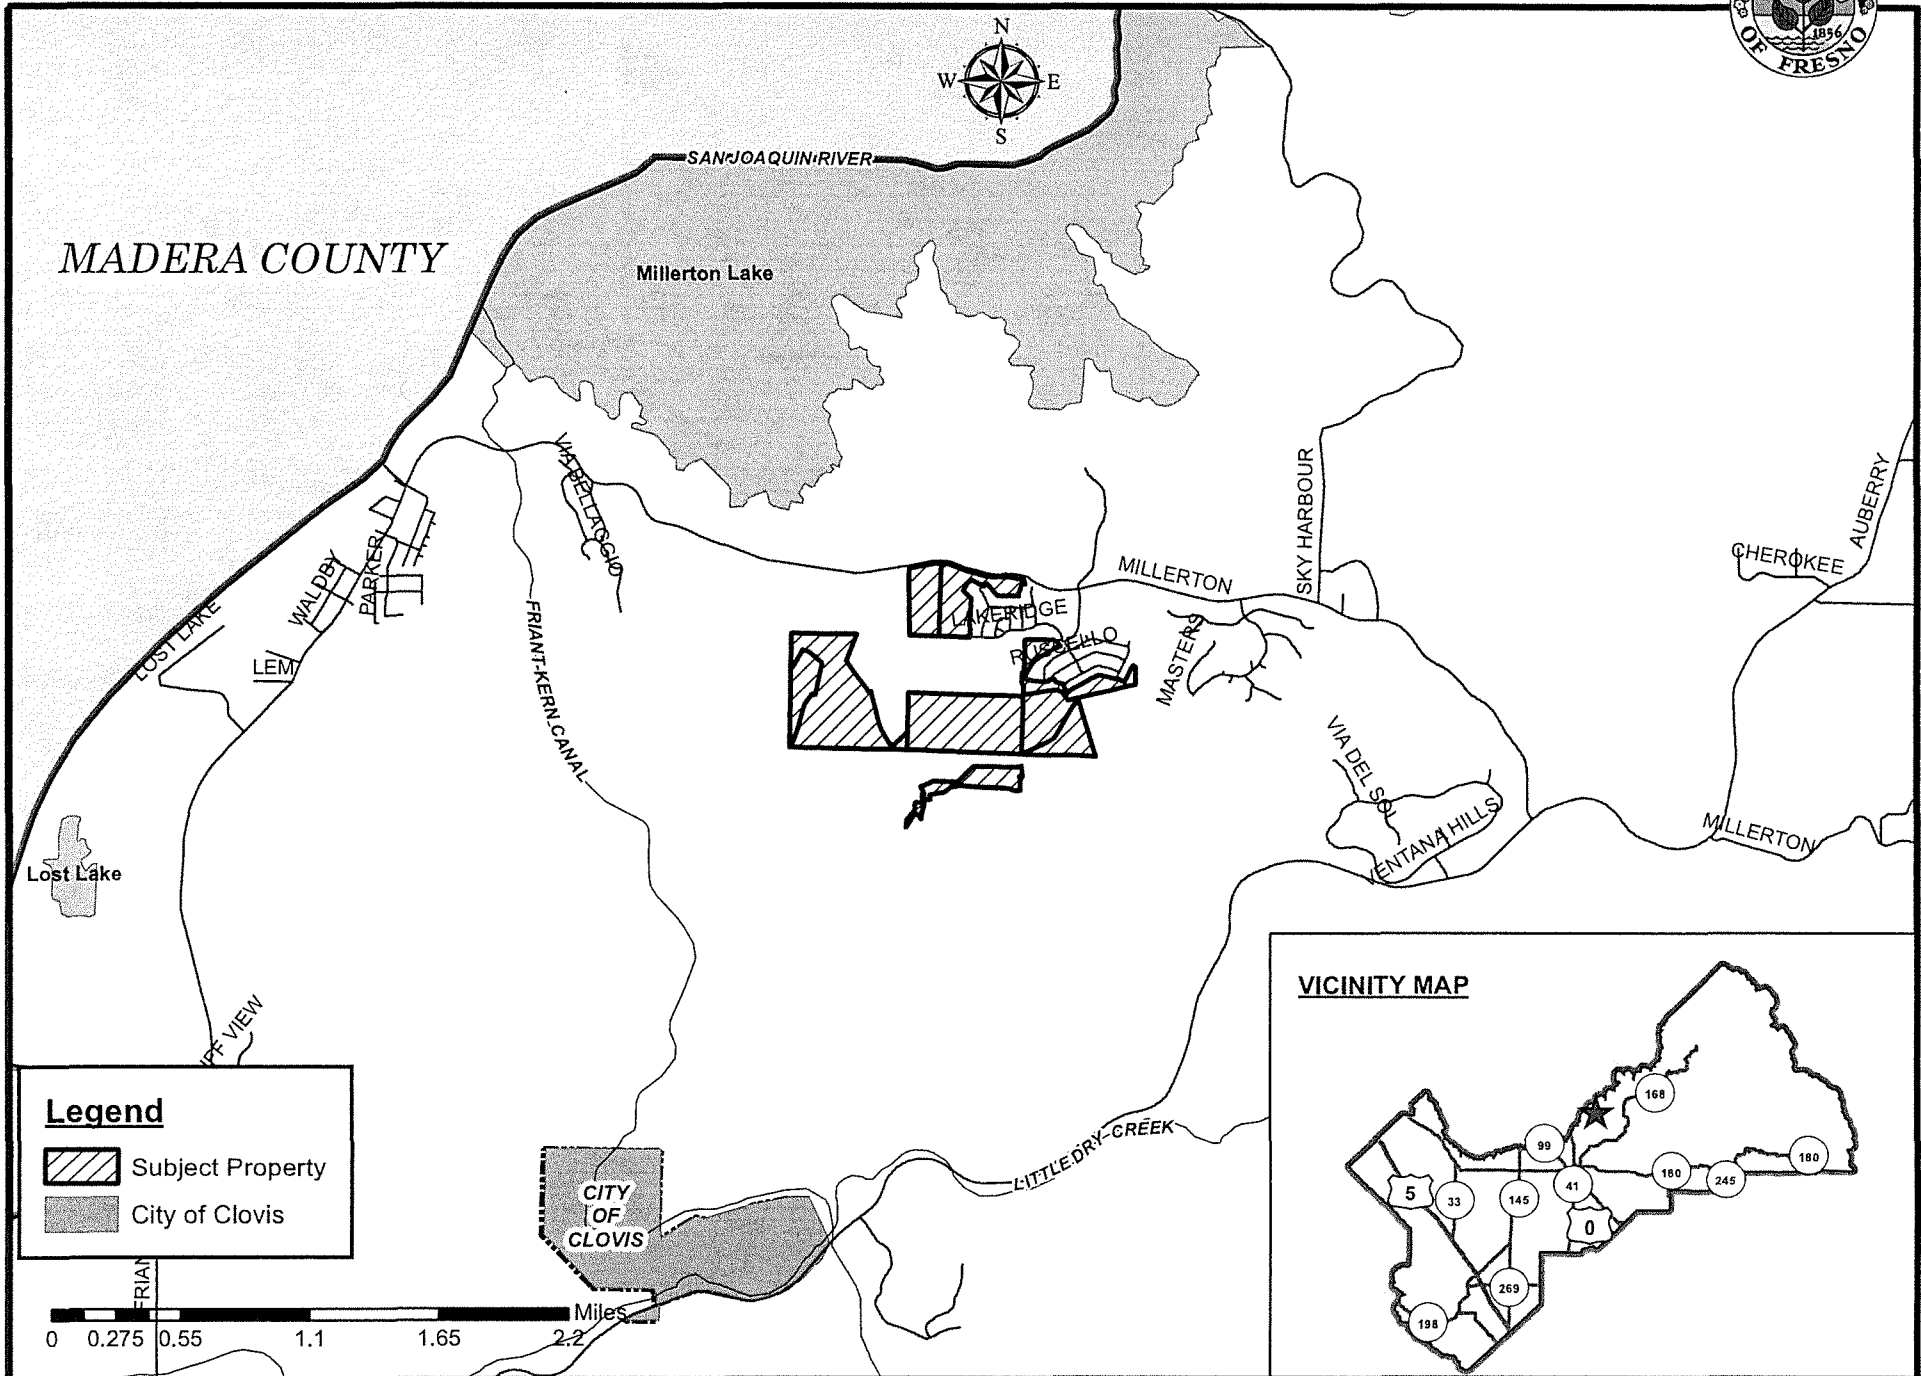 1856
OF FRESNO
N
W E
S
SAN JOAQUIN RIVER
MADERA COUNTY
Millerton Lake
VIA BELLAGIO
SKY HARBOUR
AUBERRY
CHEROKEE
MILLERTON
WALDBY
PARKER
LAKERIDGE
LOST LAKE
RUSSELLO
MASTERS
LEM
FRIANT-KERN CANAL
VIA DEL SOL
VENTANA HILLS
MILLERTON
Lost Lake
VIEW
VICINITY MAP
168
99
180
180
245
41
5
33
145
0
269
198
Legend
Subject Property
City of Clovis
CITY
OF
CLOVIS
LITTLE DRY CREEK
FRIAN
Miles
0 0.275 0.55 1.1 1.65 2.2